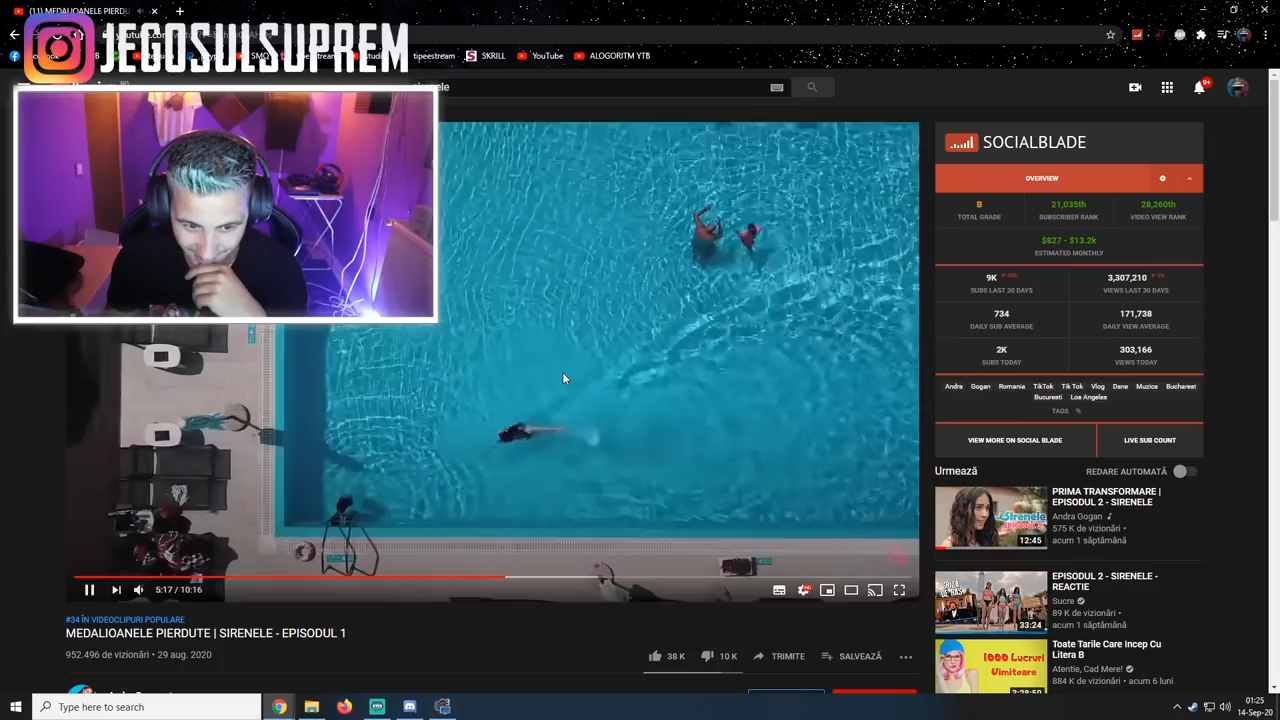 (11) MEDALIOANELE PIERDU
JEGOSULSUPREM
tipeestream
SKRILL
YouTube
ALOGORITM YTB
9+
SOCIALBLADE
OVERVIEW
B
21,035th
28,260th
TOTAL GRADE
SUBSCRIBER RANK
VIDEO VIEW RANK
$827 - $13.2k
ESTIMATED MONTHLY
9K
3,307,210
SUBS LAST 30 DAYS
VIEWS LAST 30 DAYS
734
171,738
DAILY SUB AVERAGE
DAILY VIEW AVERAGE
2K
303,166
SUBS TODAY
VIEWS TODAY
Andra Gogan Romania TikTok Tik Tok Vlog Dane Muzica Bucharest
Bucuresti Los Angeles
TAGS
VIEW MORE ON SOCIAL BLADE
LIVE SUB COUNT
Urmează
REDARE AUTOMATĂ
PRIMA TRANSFORMARE |
EPISODUL 2 - SIRENELE
Andra Gogan
575 K de vizionări •
acum 1 săptămână
12:45
EPISODUL 2 - SIRENELE -
REACTIE
Sucre
89 K de vizionări •
acum 1 săptămână
33:24
Toate Tarile Care Incep Cu
Litera B
Atentie, Cad Mere!
884 K de vizionări • acum 6 luni
1000 Lucruri
Uimitoare
5:17 / 10:16
#34 ÎN VIDEOCLIPURI POPULARE
MEDALIOANELE PIERDUTE | SIRENELE - EPISODUL 1
952.496 de vizionări • 29 aug. 2020
38 K
10 K
TRIMITE
SALVEAZĂ
Type here to search
01:25
14-Sep-20